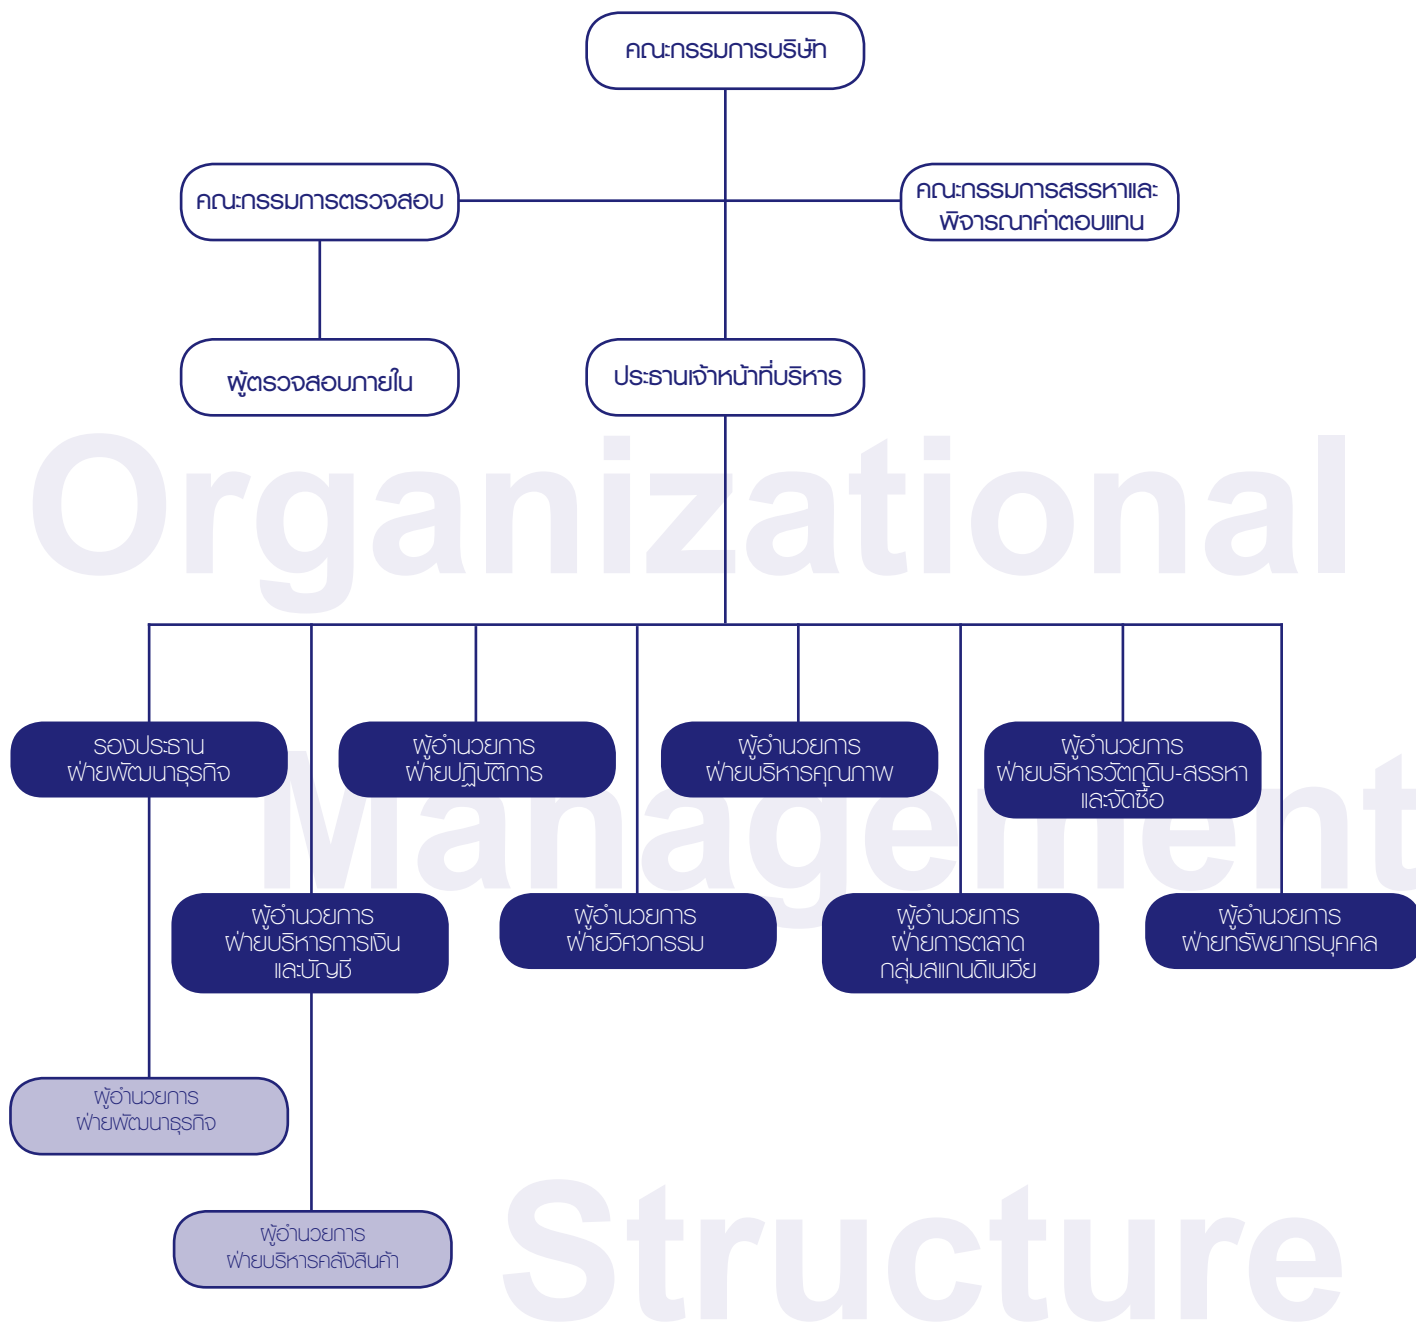 คณะกรรมการบริษัท
คณะกรรมการตรวจสอบ
คณะกรรมการสรรหาและ
พิจารณาค่าตอบแทน
ผู้ตรวจสอบภายใน
ประธานเจ้าหน้าที่บริหาร
Organizational
รองประธาน
ฝ่ายพัฒนาธุรกิจ
ผู้อำนวยการ
ฝ่ายปฏิบัติการ
ผู้อำนวยการ
ฝ่ายบริหารคุณภาพ
ผู้อำนวยการ
ฝ่ายบริหารวัตถุดิบ-สรรหา
และจัดซื้อ
Management
ผู้อำนวยการ
ฝ่ายบริหารการเงิน
และบัญชี
ผู้อำนวยการ
ฝ่ายวิศวกรรม
ผู้อำนวยการ
ฝ่ายการตลาด
กลุ่มสแกนดิเนเวีย
ผู้อำนวยการ
ฝ่ายทรัพยากรบุคคล
ผู้อำนวยการ
ฝ่ายพัฒนาธุรกิจ
ผู้อำนวยการ
ฝ่ายบริหารคลังสินค้า
Structure